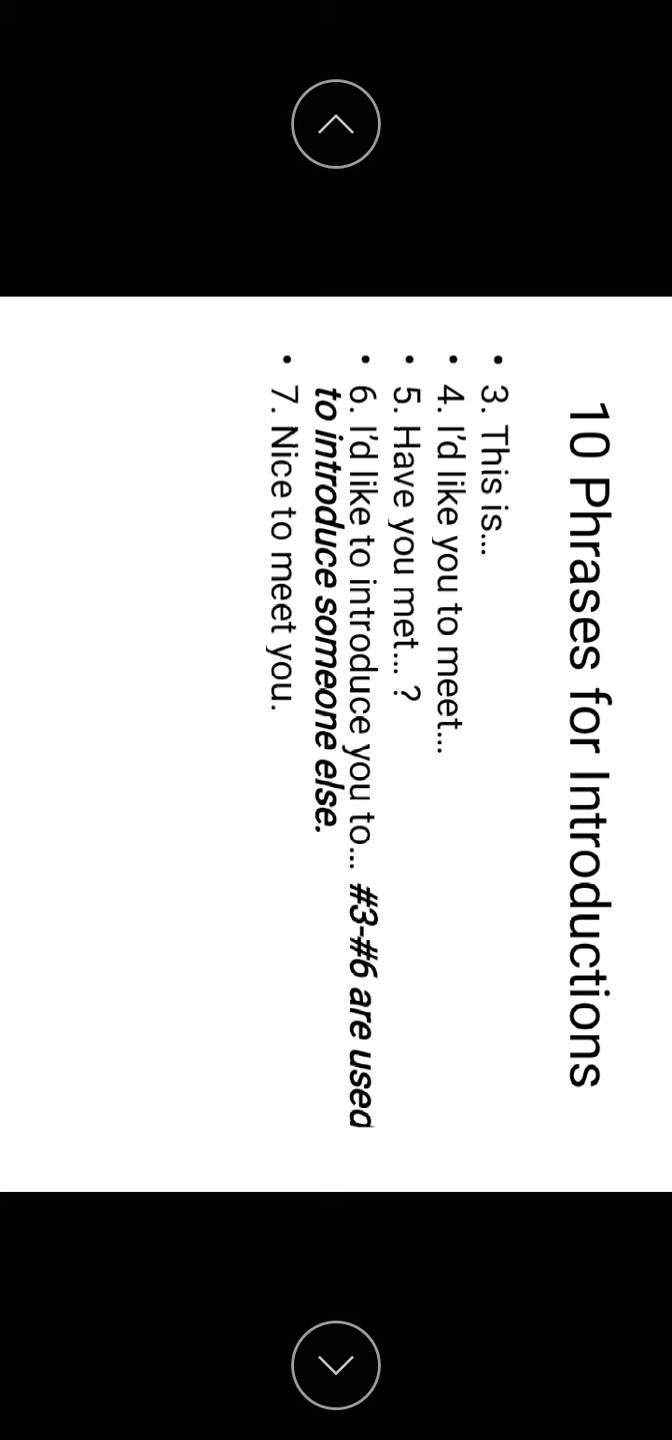 10 Phrases for Introductions
• 3. This is...
• 4. I'd like you to meet...
• 5. Have you met... ?
• 6. I'd like to introduce you to... #3-#6 are used
to introduce someone else.
• 7. Nice to meet you.